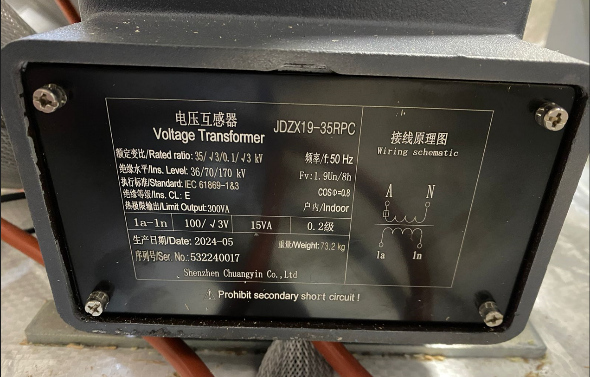 电压互感器
Voltage Transformer JDZX19-35RPC
额定变比/Rated ratio: 35/√3/0.1/√3 kV 频率/f:50 Hz
绝缘水平/Ins. Level: 36/70/170 kV Fv:1.9Un/8h
执行标准/Standard: IEC 61869-1&3 COSφ=0.8
绝缘等级/Ins. CL: E
热极限输出/Limit Output:300VA 户内/Indoor
1a-1n 100/√3V 15VA 0.2级
生产日期/Date: 2024-05 重量/Weight:73.2 kg
序列号/Ser. No.: 532240017
Shenzhen Chuangyin Co.,Ltd
接线原理图
Wiring schematic
A N
1a 1n
! Prohibit secondary short circuit !